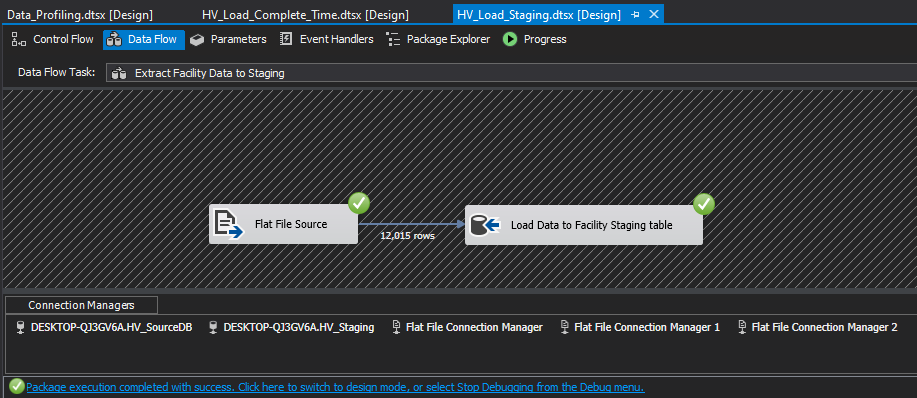 Data_Profiling.dtsx [Design] HV_Load_Complete_Time.dtsx [Design] HV_Load_Staging.dtsx [Design]
Control Flow Data Flow Parameters Event Handlers Package Explorer Progress
Data Flow Task: Extract Facility Data to Staging
Flat File Source Load Data to Facility Staging table
12,015 rows
Connection Managers
DESKTOP-QJ3GV6A.HV_SourceDB DESKTOP-QJ3GV6A.HV_Staging Flat File Connection Manager Flat File Connection Manager 1 Flat File Connection Manager 2
Package execution completed with success. Click here to switch to design mode, or select Stop Debugging from the Debug menu.